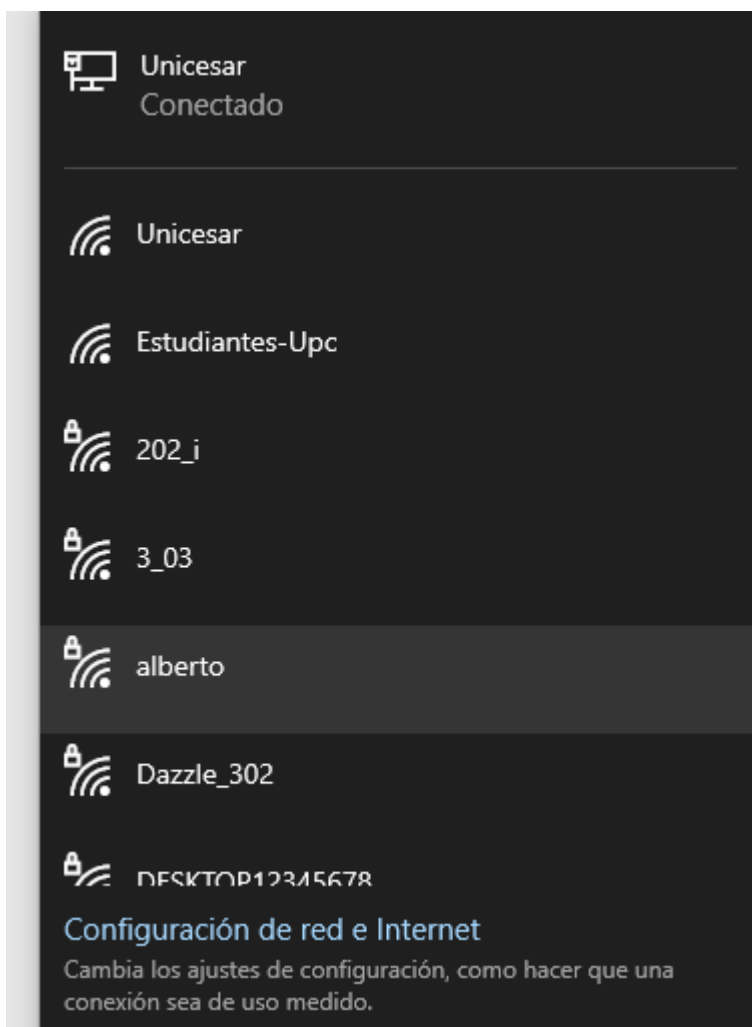 Unicesar
Conectado
Unicesar
Estudiantes-Upc
202_i
3_03
alberto
Dazzle_302
DESKTOP12345678
Configuración de red e Internet
Cambia los ajustes de configuración, como hacer que una
conexión sea de uso medido.